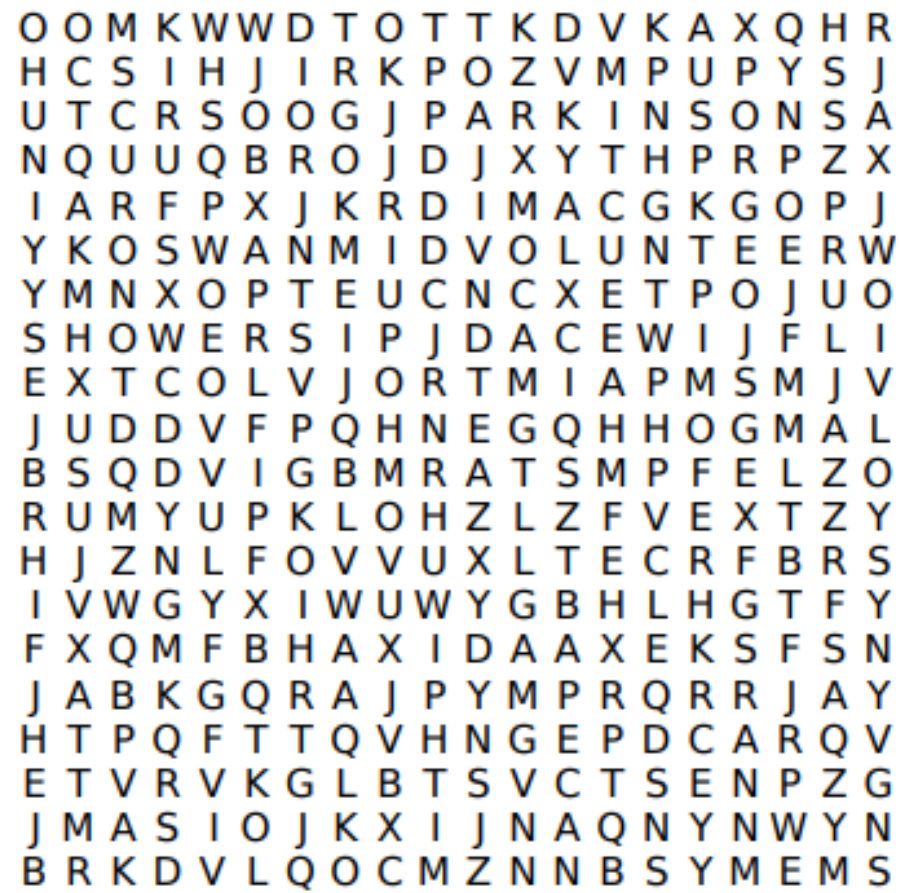 O O M K W W D T O T T K D V K A X Q H R
H C S I H J I R K P O Z V M P U P Y S J
U T C R S O O G J P A R K I N S O N S A
N Q U U Q B R O J D J X Y T H P R P Z X
I A R F P X J K R D I M A C G K G O P J
Y K O S W A N M I D V O L U N T E E R W
Y M N X O P T E U C N C X E T P O J U O
S H O W E R S I P J D A C E W I J F L I
E X T C O L V J O R T M I A P M S M J V
J U D D V F P Q H N E G Q H H O G M A L
B S Q D V I G B M R A T S M P F E L Z O
R U M Y U P K L O H Z L Z F V E X T Z Y
H J Z N L F O V V U X L T E C R F B R S
I V W G Y X I W U W Y G B H L H G T F Y
F X Q M F B H A X I D A A X E K S F S N
J A B K G Q R A J P Y M P R Q R R J A Y
H T P Q F T T Q V H N G E P D C A R Q V
E T V R V K G L B T S V C T S E N P Z G
J M A S I O J K X I J N A Q N Y N W Y N
B R K D V L Q O C M Z N N B S Y M E M S